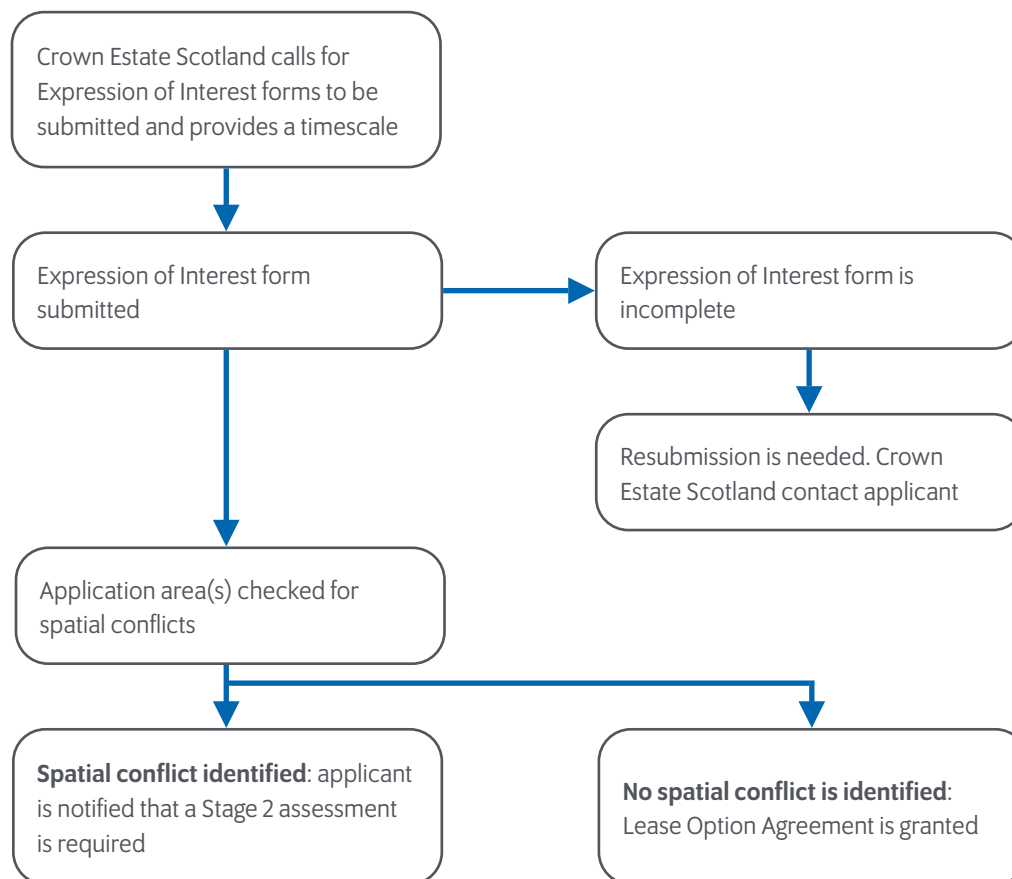 Crown Estate Scotland calls for
Expression of Interest forms to be
submitted and provides a timescale
Expression of Interest form
submitted
Expression of Interest form is
incomplete
Resubmission is needed. Crown
Estate Scotland contact applicant
Application area(s) checked for
spatial conflicts
Spatial conflict identified: applicant
is notified that a Stage 2 assessment
is required
No spatial conflict is identified:
Lease Option Agreement is granted